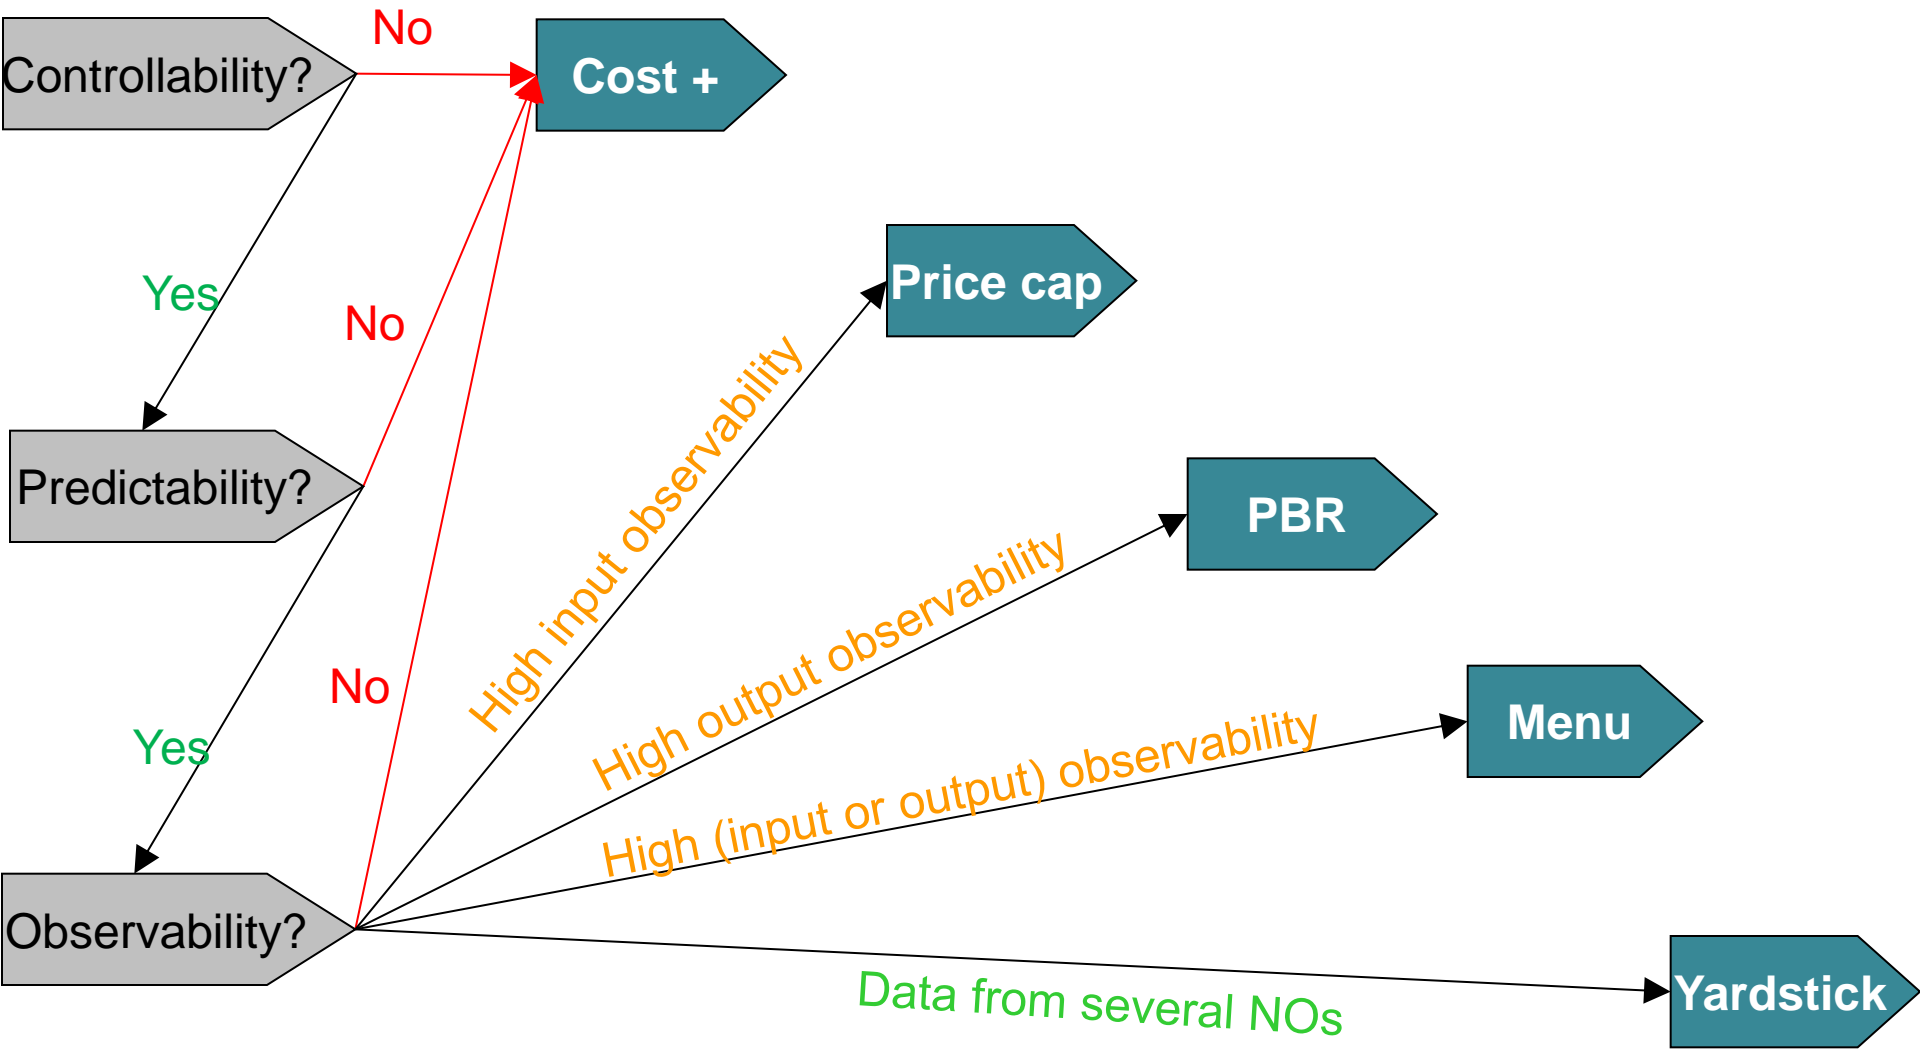 No
Controllability?
Cost +
Yes
No
Price cap
High input observability
Predictability?
PBR
High output observability
No
Yes
Menu
High (input or output) observability
Observability?
Yardstick
Data from several NOs